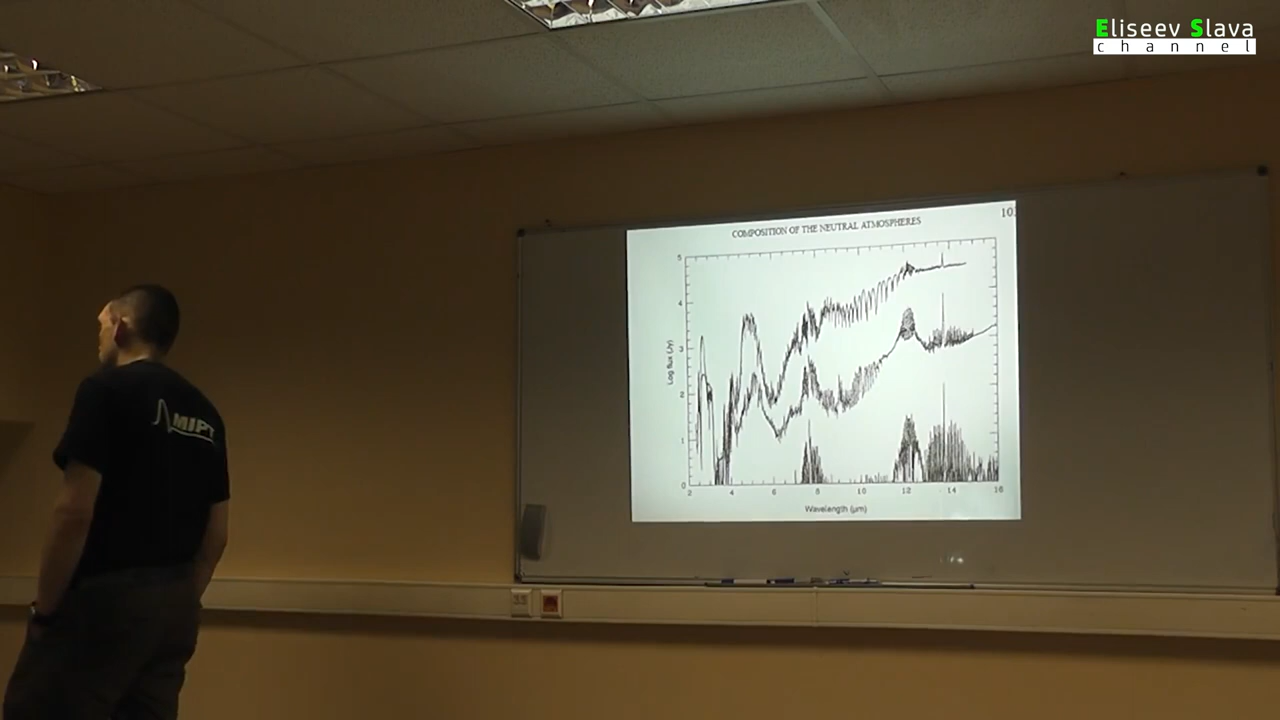 Eliseev Slava
channel
10
COMPOSITION OF THE NEUTRAL ATMOSPHERES
5
4
3
2
1
0
Log flux (Jy)
2 4 6 8 10 12 14 16
Wavelength (μm)
MIPT